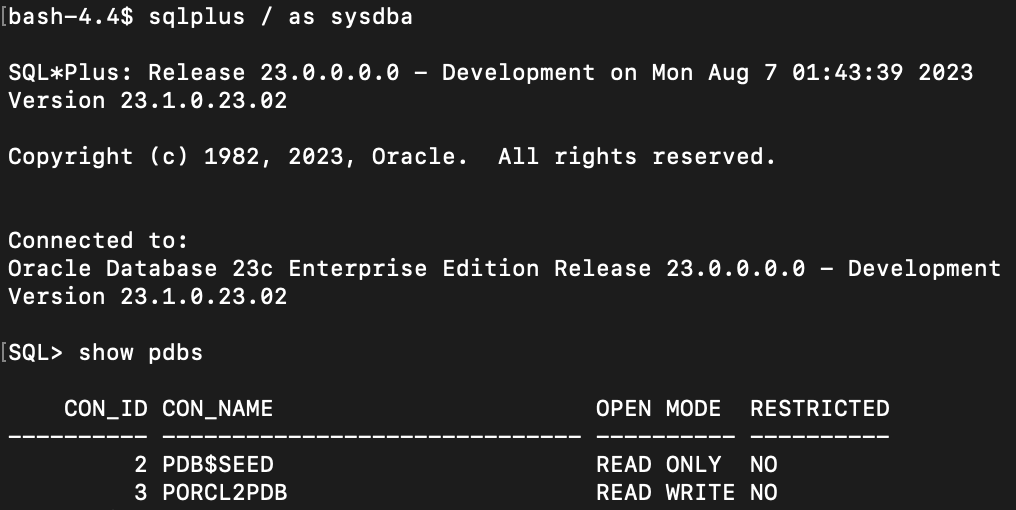 [bash-4.4$ sqlplus / as sysdba
SQL*Plus: Release 23.0.0.0.0 - Development on Mon Aug 7 01:43:39 2023
Version 23.1.0.23.02
Copyright (c) 1982, 2023, Oracle.  All rights reserved.
Connected to:
Oracle Database 23c Enterprise Edition Release 23.0.0.0.0 - Development
Version 23.1.0.23.02
[SQL> show pdbs
    CON_ID CON_NAME                       OPEN MODE  RESTRICTED
---------- ------------------------------ ---------- ----------
         2 PDB$SEED                       READ ONLY  NO
         3 PORCL2PDB                      READ WRITE NO